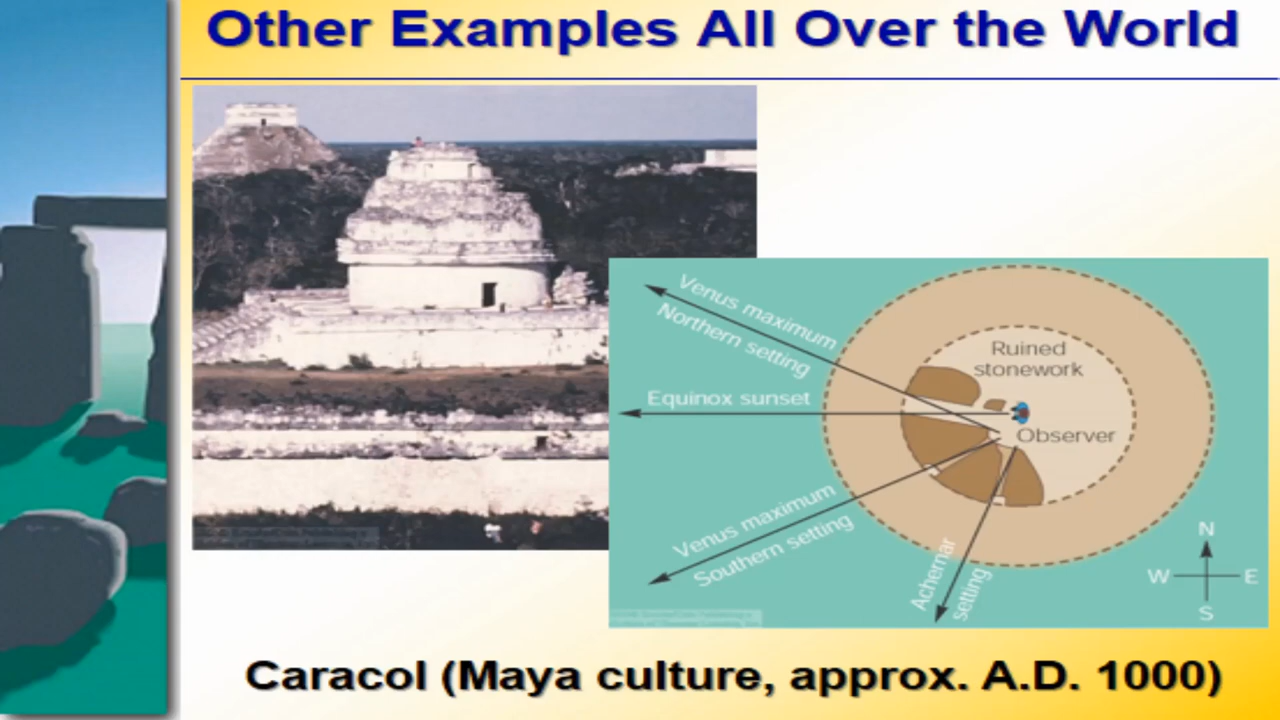 Other Examples All Over the World
Venus maximum
Northern setting
Equinox sunset
Ruined
stonework
Observer
Venus maximum
Southern setting
Achernar
setting
N
W E
S
Caracol (Maya culture, approx. A.D. 1000)